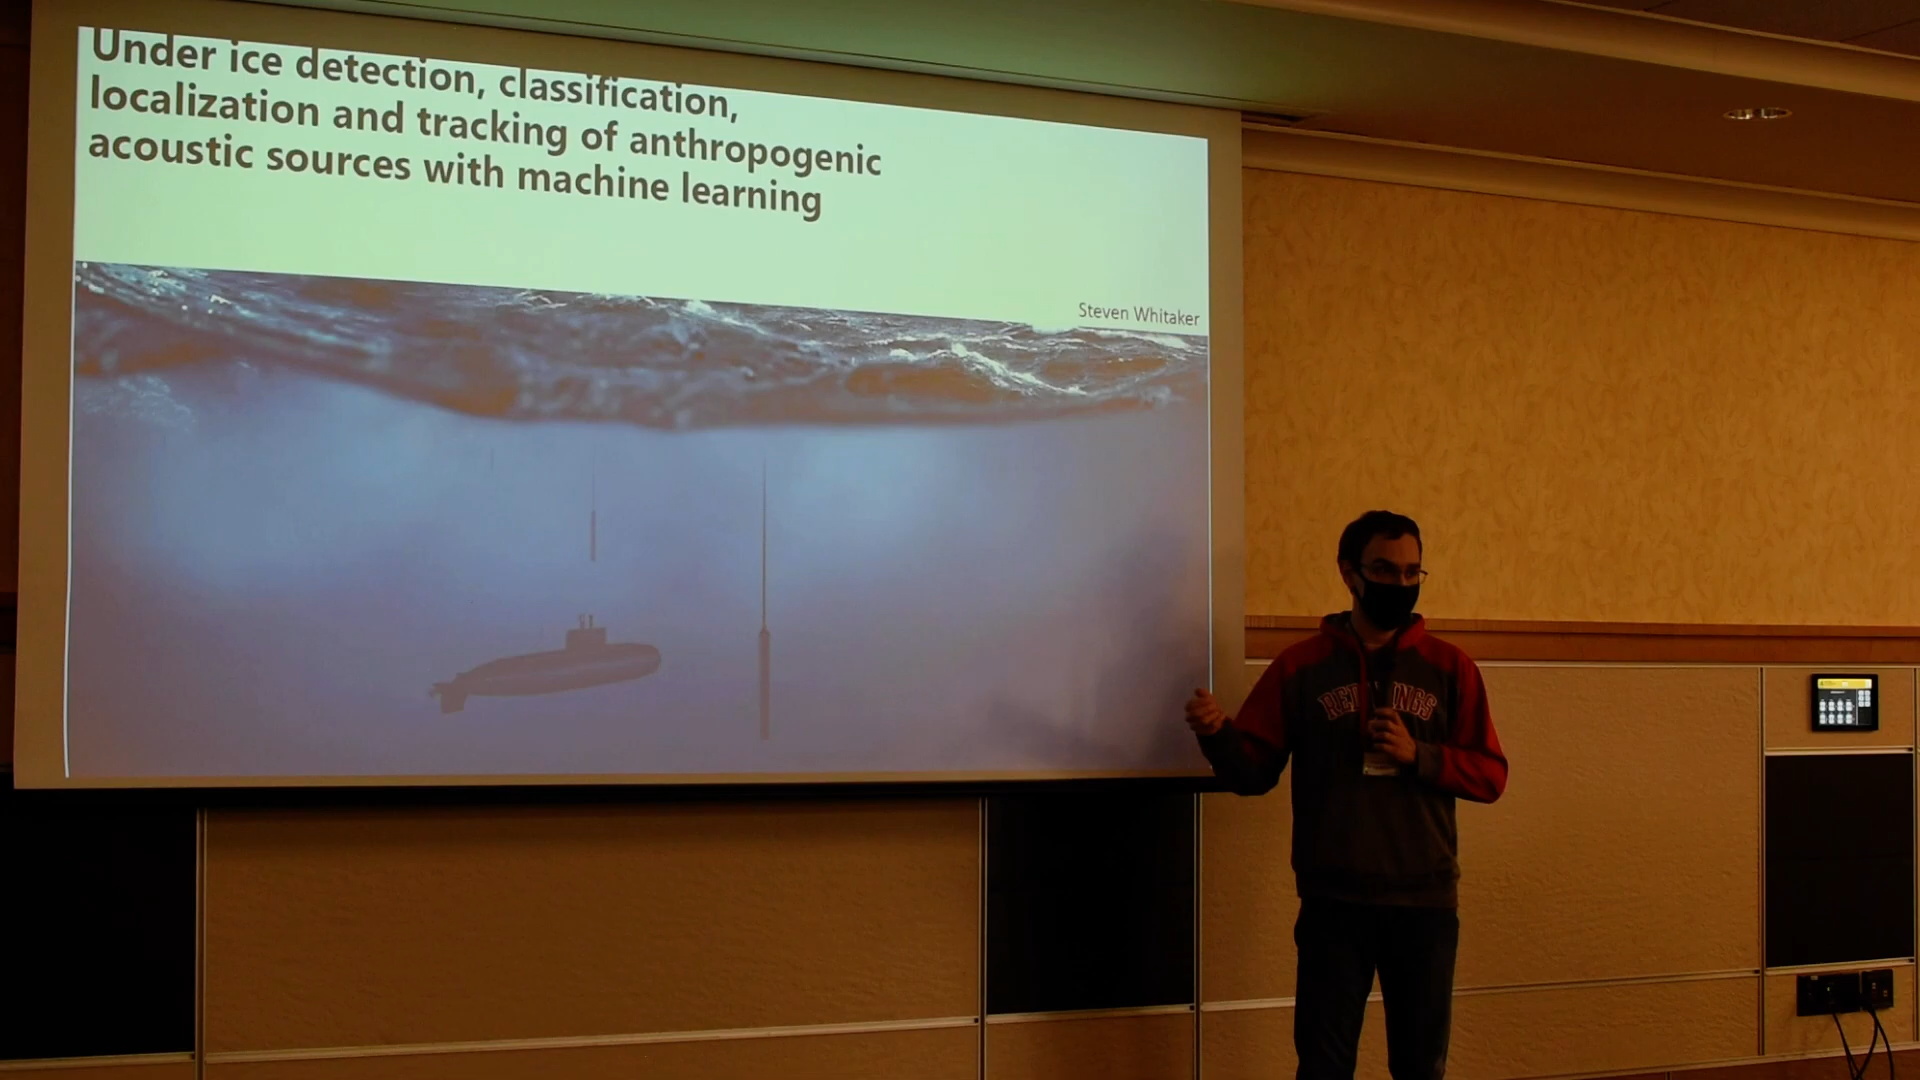 Under ice detection, classification,
localization and tracking of anthropogenic
acoustic sources with machine learning
Steven Whitaker